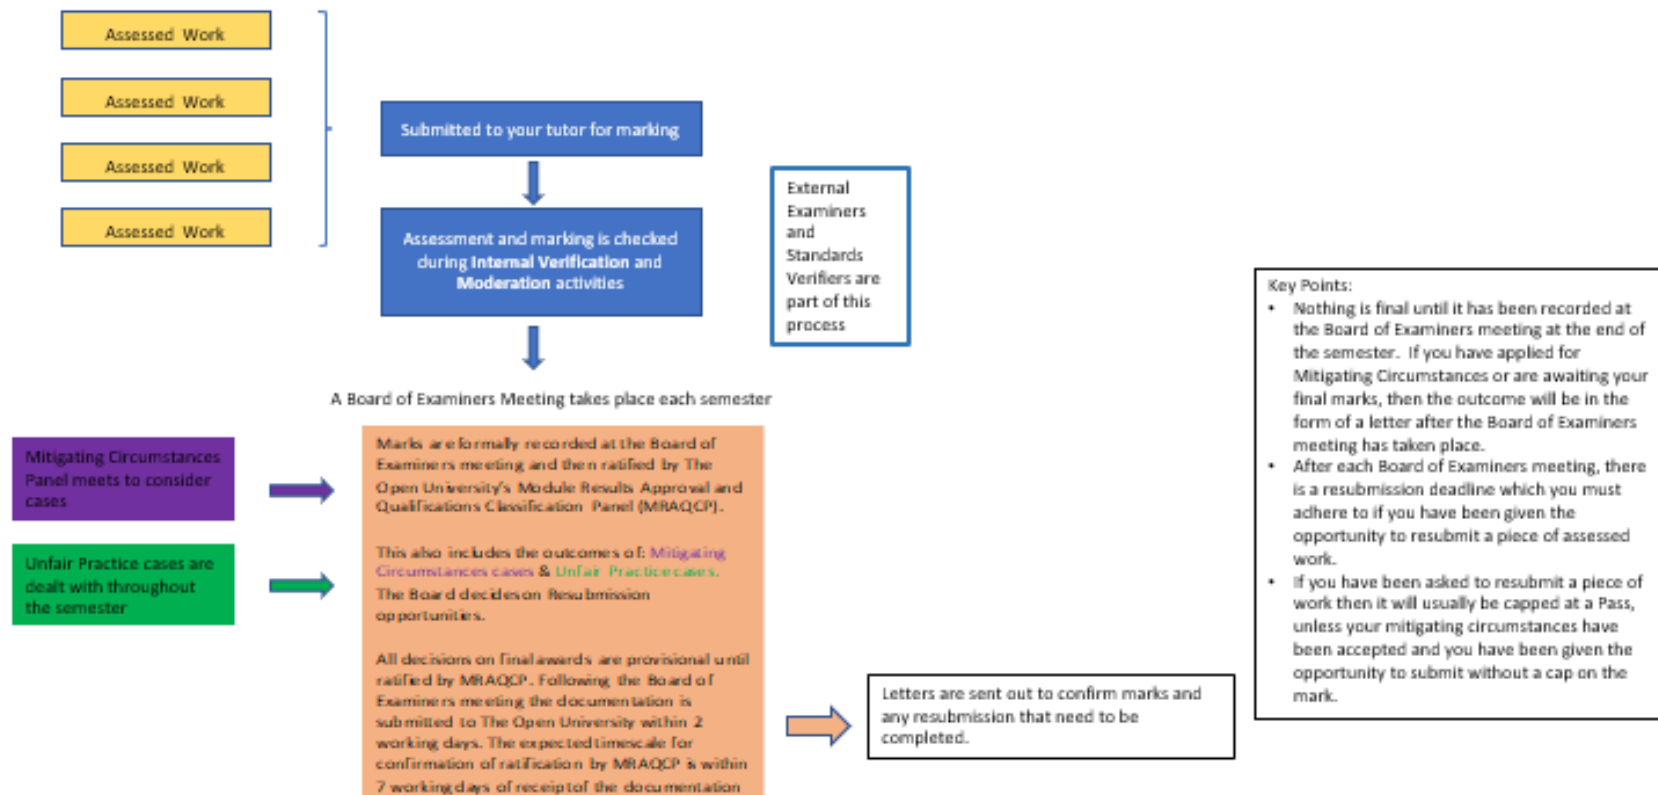 Assessed Work
Assessed Work
Assessed Work
Assessed Work
Submitted to your tutor for marking
Assessment and marking is checked
during Internal Verification and
Moderation activities
External
Examiners
and
Standards
Verifiers are
part of this
process
A Board of Examiners Meeting takes place each semester
Mitigating Circumstances
Panel meets to consider
cases
Unfair Practice cases are
dealt with throughout
the semester
Marks are formally recorded at the Board of
Examiners meeting and then ratified by The
Open University's Module Results Approval and
Qualifications Classification Panel (MRAQCP).
This also includes the outcomes of: Mitigating
Circumstances cases & Unfair Practice cases.
The Board decides on Resubmission
opportunities.
All decisions on final awards are provisional until
ratified by MRAQCP. Following the Board of
Examiners meeting the documentation is
submitted to The Open University within 2
working days. The expected timescale for
confirmation of ratification by MRAQCP is within
7 working days of receipt of the documentation
Letters are sent out to confirm marks and
any resubmission that need to be
completed.
Key Points:
• Nothing is final until it has been recorded at
the Board of Examiners meeting at the end of
the semester. If you have applied for
Mitigating Circumstances or are awaiting your
final marks, then the outcome will be in the
form of a letter after the Board of Examiners
meeting has taken place.
• After each Board of Examiners meeting, there
is a resubmission deadline which you must
adhere to if you have been given the
opportunity to resubmit a piece of assessed
work.
• If you have been asked to resubmit a piece of
work then it will usually be capped at a Pass,
unless your mitigating circumstances have
been accepted and you have been given the
opportunity to submit without a cap on the
mark.